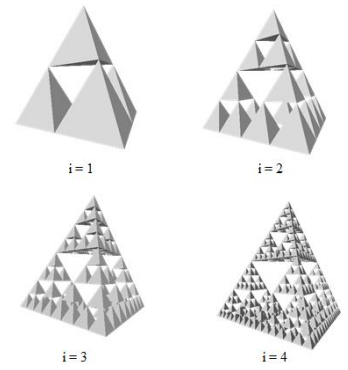 i = 1
i = 2
i = 3
i = 4